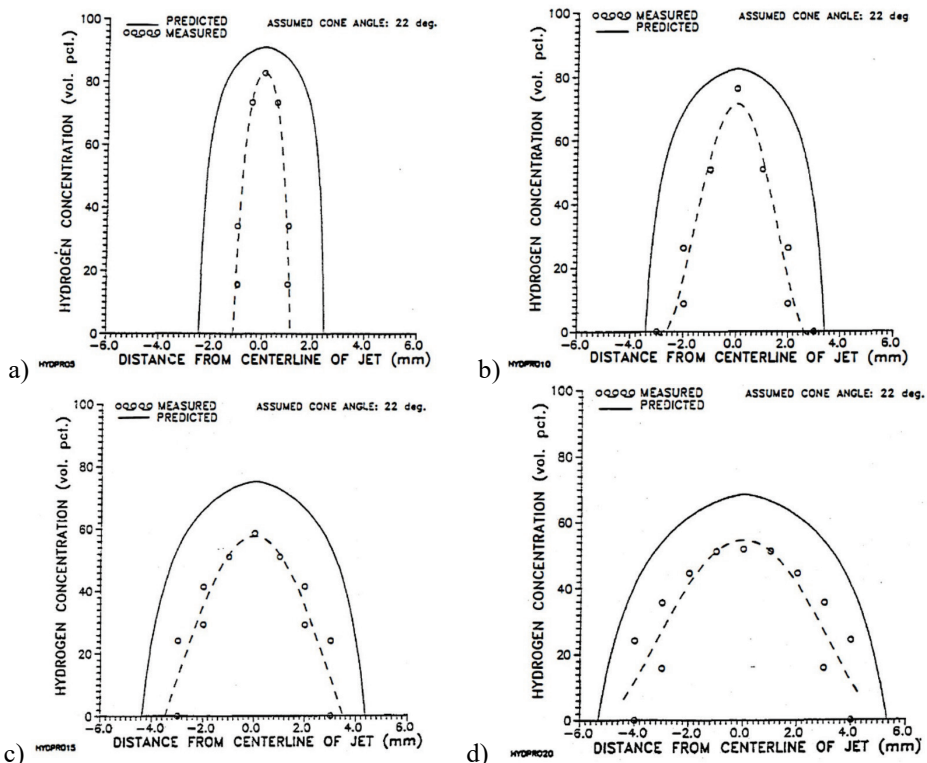 PREDICTED
MEASURED
ASSUMED CONE ANGLE: 22 deg.
HYDROGEN CONCENTRATION (vol. pct.)
100
80
60
40
20
0
-6.0 -4.0 -2.0 0.0 2.0 4.0 6.0
DISTANCE FROM CENTERLINE OF JET (mm)
a) HYDPRO5
MEASURED
PREDICTED
ASSUMED CONE ANGLE: 22 deg
HYDROGEN CONCENTRATION (vol. pct.)
100
80
60
40
20
0
-6.0 -4.0 -2.0 0.0 2.0 4.0 6.0
DISTANCE FROM CENTERLINE OF JET (mm)
b) HYDPRO10
MEASURED
PREDICTED
ASSUMED CONE ANGLE: 22 deg.
HYDROGEN CONCENTRATION (vol. pct.)
100
80
60
40
20
0
-6.0 -4.0 -2.0 0.0 2.0 4.0 6.0
DISTANCE FROM CENTERLINE OF JET (mm)
c) HYDPRO15
MEASURED
PREDICTED
ASSUMED CONE ANGLE: 22 deg.
HYDROGEN CONCENTRATION (vol. pct.)
100
80
60
40
20
0
-6.0 -4.0 -2.0 0.0 2.0 4.0 6.0
DISTANCE FROM CENTERLINE OF JET (mm)
d) HYDPRO20